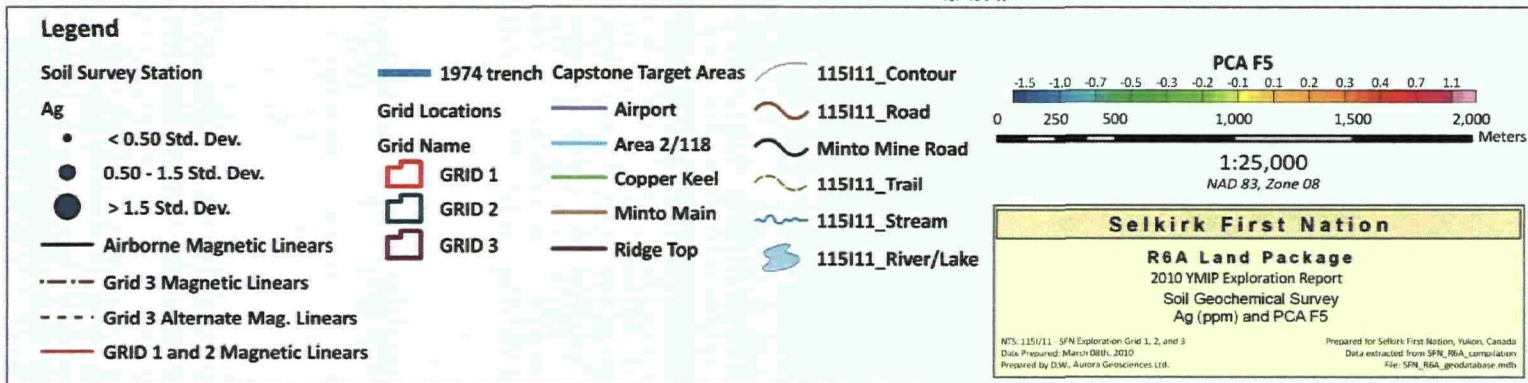 Legend
Soil Survey Station
Ag
< 0.50 Std. Dev.
0.50 - 1.5 Std. Dev.
> 1.5 Std. Dev.
Airborne Magnetic Linears
Grid 3 Magnetic Linears
Grid 3 Alternate Mag. Linears
GRID 1 and 2 Magnetic Linears
1974 trench
Grid Locations
Grid Name
GRID 1
GRID 2
GRID 3
Capstone Target Areas
Airport
Area 2/118
Copper Keel
Minto Main
Ridge Top
115I11_Contour
115I11_Road
Minto Mine Road
115I11_Trail
115I11_Stream
115I11_River/Lake
PCA F5
-1.5 -1.0 -0.7 -0.5 -0.3 -0.2 -0.1 0.1 0.2 0.3 0.4 0.7 1.1
0 250 500 1,000 1,500 2,000
Meters
1:25,000
NAD 83, Zone 08
Selkirk First Nation
R6A Land Package
2010 YMIP Exploration Report
Soil Geochemical Survey
Ag (ppm) and PCA F5
NTS: 115I/11 - SFN Exploration Grid 1, 2, and 3
Date Prepared: March 08th, 2010
Prepared by D.W., Aurora Geosciences Ltd.
Prepared for Selkirk First Nation, Yukon, Canada
Data extracted from SFN_R6A_compilation
File: SFN_R6A_geodatabase.mdb